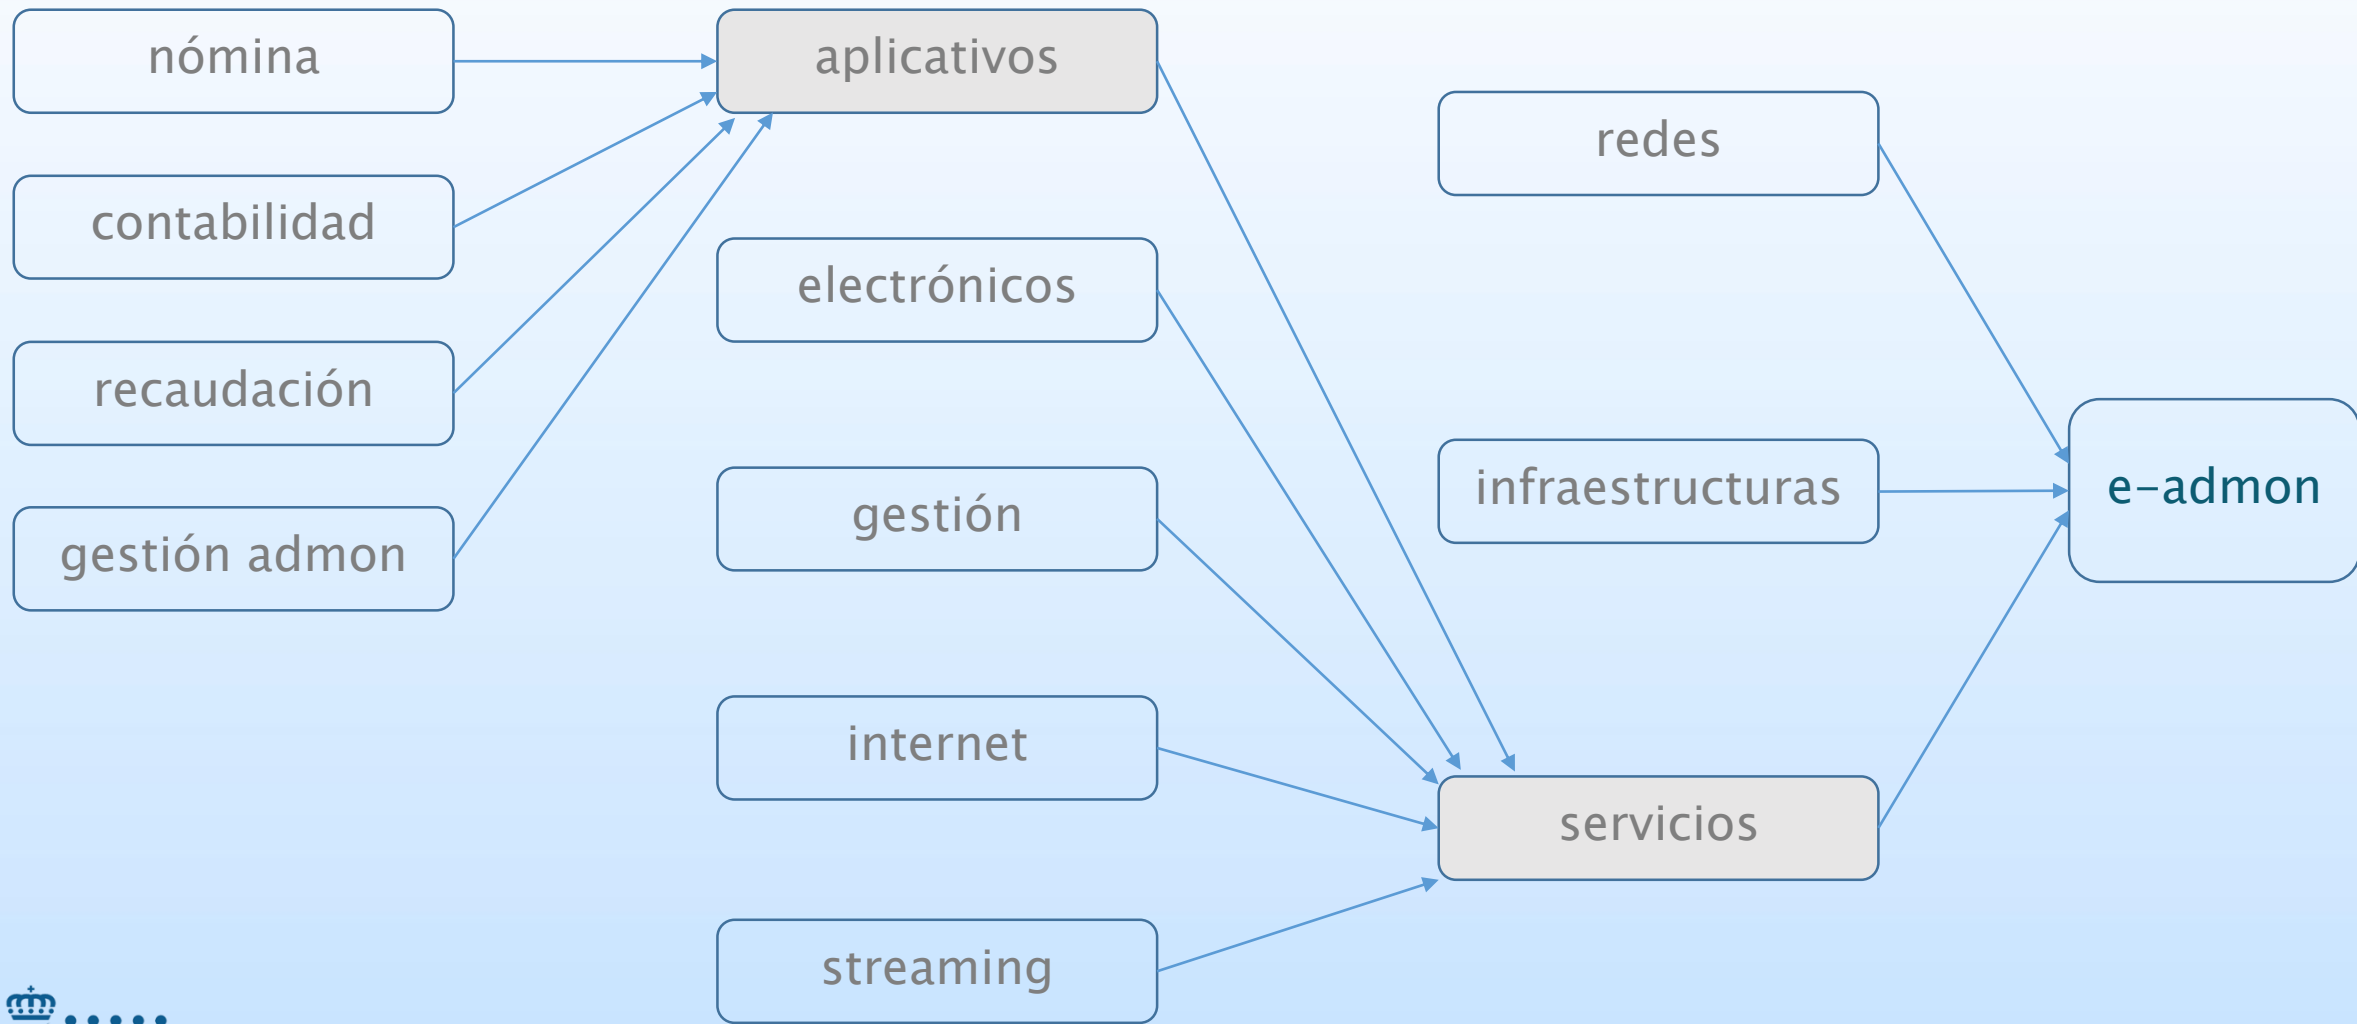 nómina
contabilidad
recaudación
gestión admon
aplicativos
electrónicos
gestión
internet
streaming
redes
infraestructuras
servicios
e-admon